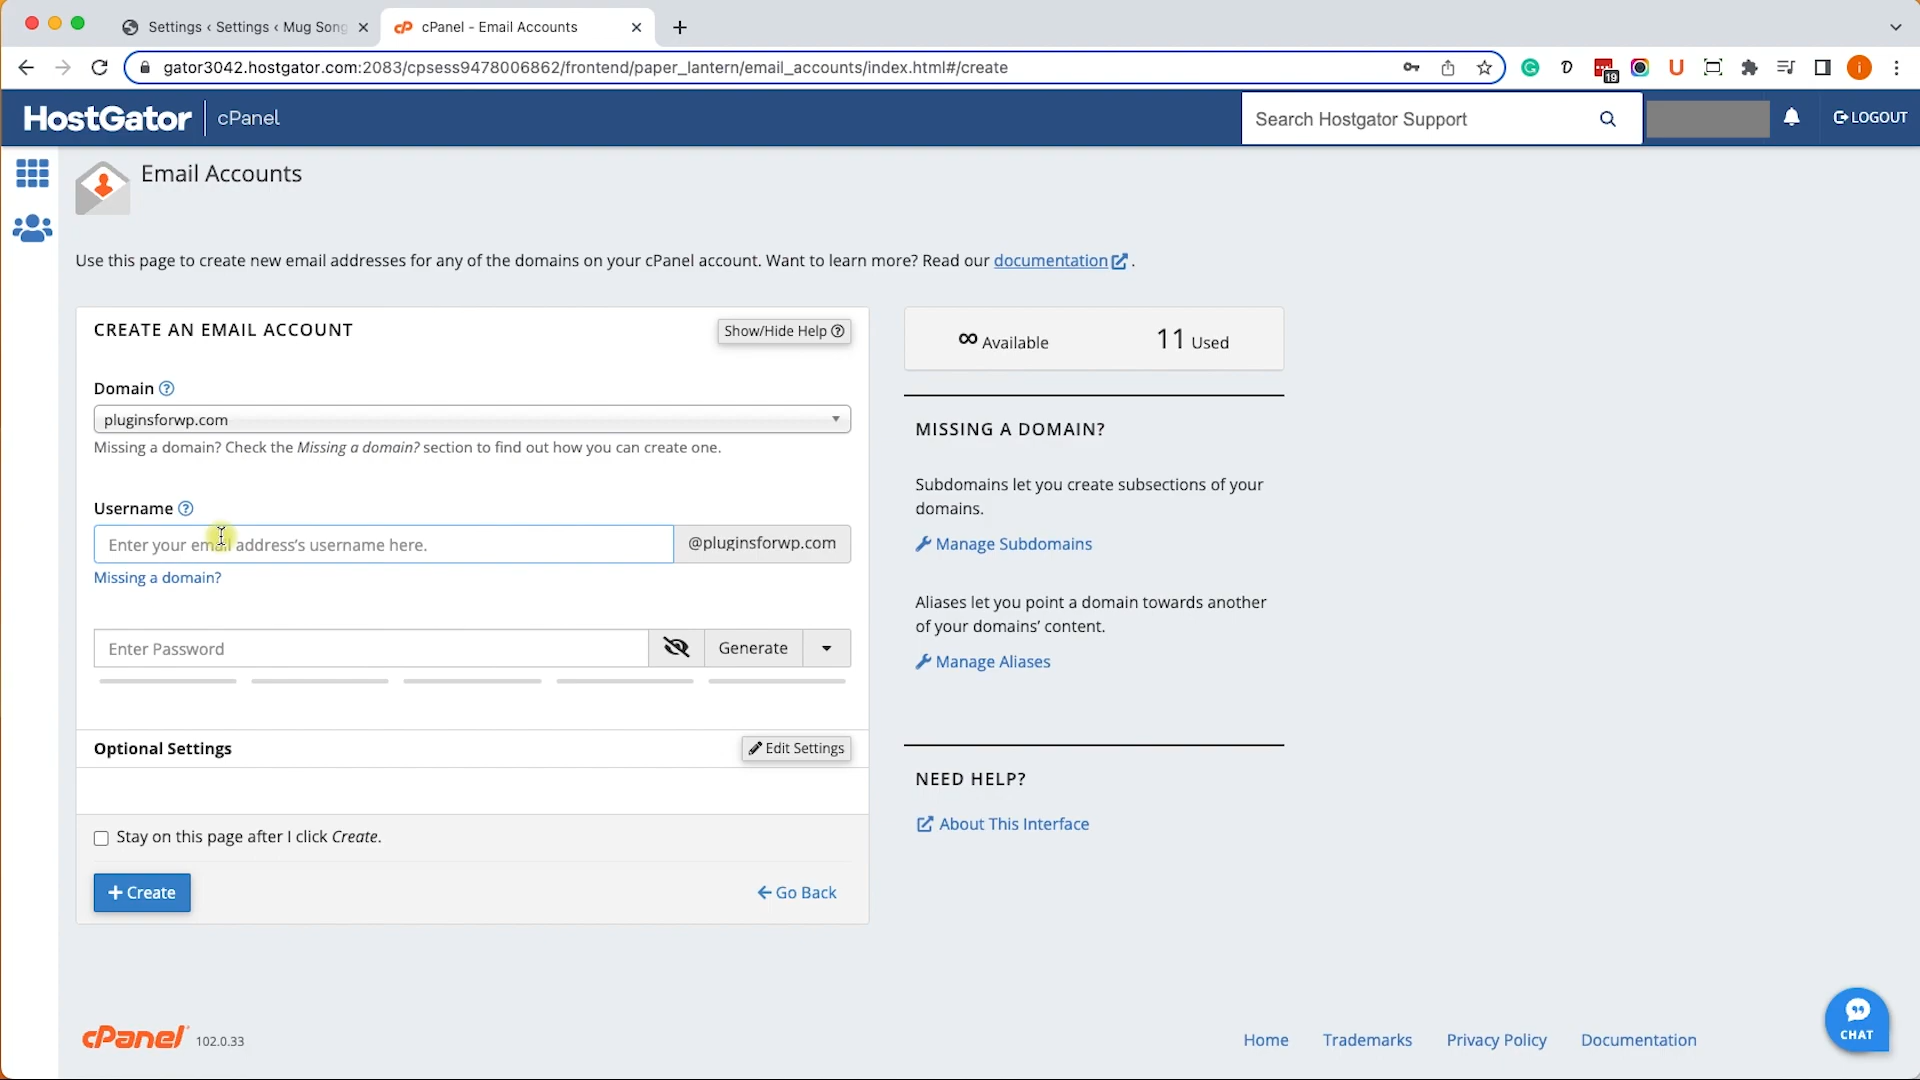 Settings ‹ Settings ‹ Mug Song
cPanel - Email Accounts
gator3042.hostgator.com:2083/cpsess9478006862/frontend/paper_lantern/email_accounts/index.html#/create
19
i
HostGator cPanel
Search Hostgator Support
LOGOUT
Email Accounts
Use this page to create new email addresses for any of the domains on your cPanel account. Want to learn more? Read our documentation .
CREATE AN EMAIL ACCOUNT
Show/Hide Help
Domain
pluginsforwp.com
Missing a domain? Check the Missing a domain? section to find out how you can create one.
Username
Enter your email address's username here.
@pluginsforwp.com
Missing a domain?
Enter Password
Generate
Optional Settings
Edit Settings
Stay on this page after I click Create.
+ Create
Go Back
∞ Available
11 Used
MISSING A DOMAIN?
Subdomains let you create subsections of your
domains.
Manage Subdomains
Aliases let you point a domain towards another
of your domains’ content.
Manage Aliases
NEED HELP?
About This Interface
cPanel 102.0.33
Home
Trademarks
Privacy Policy
Documentation
CHAT